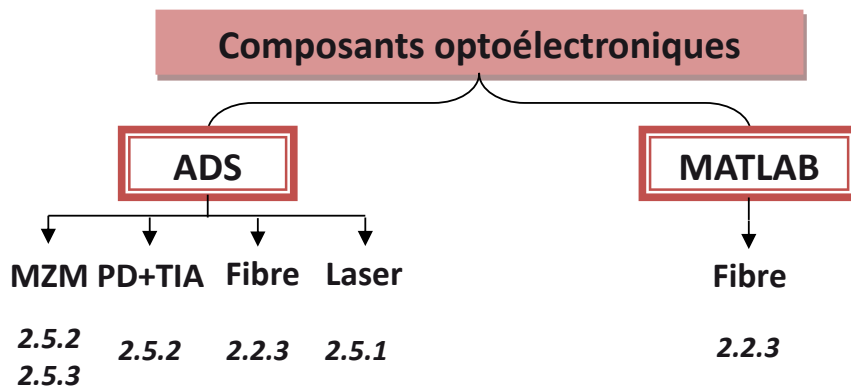 Composants optoélectroniques
ADS
MATLAB
MZM PD+TIA Fibre Laser
Fibre
2.5.2
2.5.3
2.5.2
2.2.3
2.5.1
2.2.3